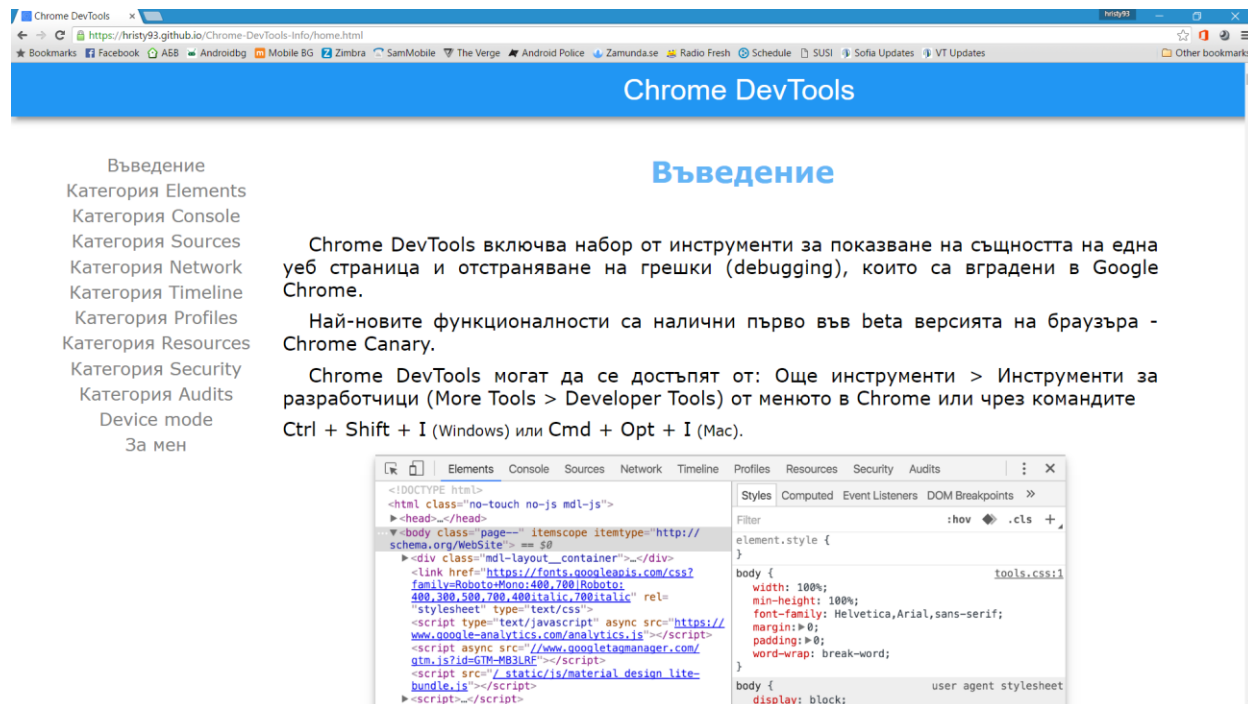 Chrome DevTools
hristy93
https://hristy93.github.io/Chrome-DevTools-Info/home.html
Bookmarks Facebook АБВ Androidbg Mobile BG Zimbra SamMobile The Verge Android Police Zamunda.se Radio Fresh Schedule SUSI Sofia Updates VT Updates Other bookmarks
Chrome DevTools
Въведение
Категория Elements
Категория Console
Категория Sources
Категория Network
Категория Timeline
Категория Profiles
Категория Resources
Категория Security
Категория Audits
Device mode
За мен
Въведение
Chrome DevTools включва набор от инструменти за показване на същността на една
уеб страница и отстраняване на грешки (debugging), които са вградени в Google
Chrome.
Най-новите функционалности са налични първо във beta версията на браузъра -
Chrome Canary.
Chrome DevTools могат да се достъпят от: Още инструменти > Инструменти за
разработчици (More Tools > Developer Tools) от менюто в Chrome или чрез командите
Ctrl + Shift + I (Windows) или Cmd + Opt + I (Mac).
Elements Console Sources Network Timeline Profiles Resources Security Audits
<!DOCTYPE html>
<html class="no-touch no-js mdl-js">
<head>…</head>
<body class="page--" itemscope itemtype="http://
schema.org/WebSite"> == $0
<div class="mdl-layout__container">…</div>
<link href="https://fonts.googleapis.com/css?
family=Roboto+Mono:400,700|Roboto:
400,300,500,700,400italic,700italic" rel=
"stylesheet" type="text/css">
<script type="text/javascript" async src="https://
www.google-analytics.com/analytics.js"></script>
<script async src="//www.googletagmanager.com/
gtm.js?id=GTM-MB3LRF"></script>
<script src="/_static/js/material_design_lite-
bundle.js"></script>
<script>…</script>
Styles Computed Event Listeners DOM Breakpoints »
Filter :hov .cls +
element.style {
}
body { tools.css:1
width: 100%;
min-height: 100%;
font-family: Helvetica,Arial,sans-serif;
margin: 0;
padding: 0;
word-wrap: break-word;
}
body { user agent stylesheet
display: block;